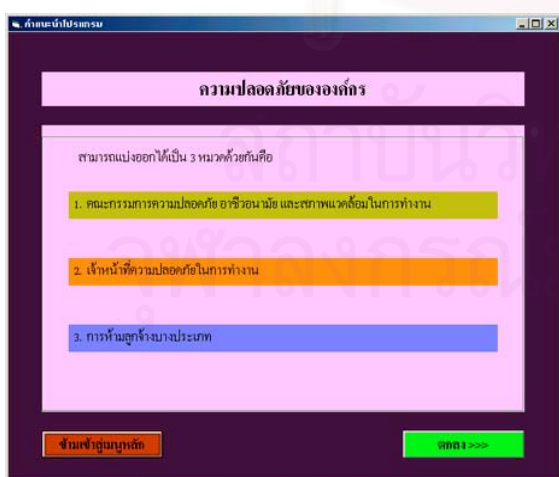 คำแนะนำโปรแกรม
ความปลอดภัยขององค์กร
สามารถแบ่งออกได้เป็น 3 หมวดด้วยกันคือ
1. คณะกรรมการความปลอดภัย อาชีวอนามัย และสภาพแวดล้อมในการทำงาน
2. เจ้าหน้าที่ความปลอดภัยในการทำงาน
3. การห้ามลูกจ้างบางประเภท
ข้ามเข้าสู่เมนูหลัก
ตกลง >>>